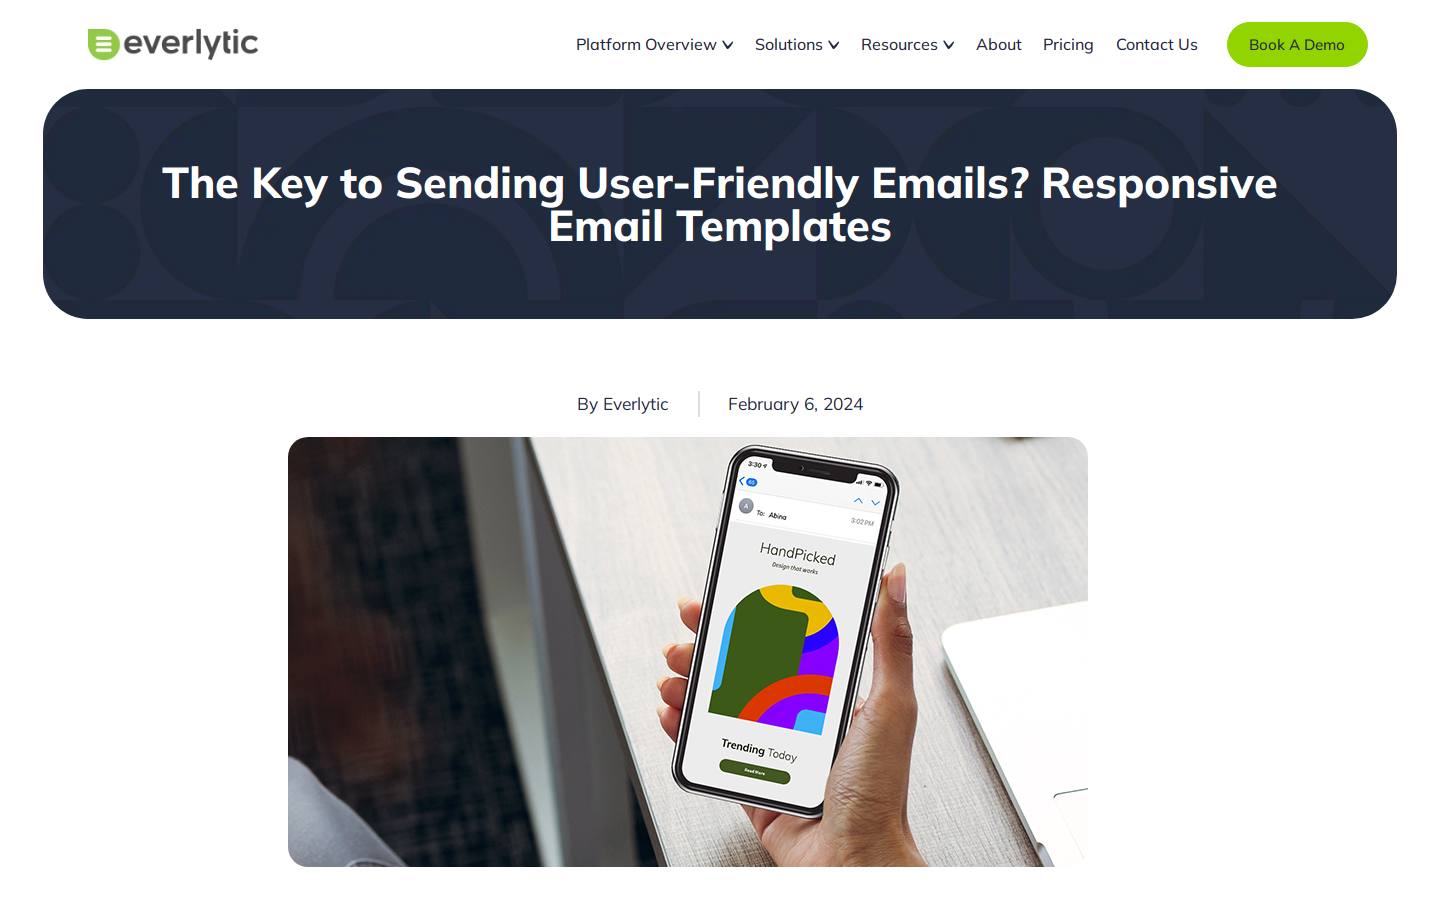 everlytic
Platform Overview
Solutions
Resources
About
Pricing
Contact Us
Book A Demo
The Key to Sending User-Friendly Emails? Responsive
Email Templates
By Everlytic
February 6, 2024
3:30
65
A
To: Abina
3:02 PM
HandPicked
Design that works
Trending Today
Read More